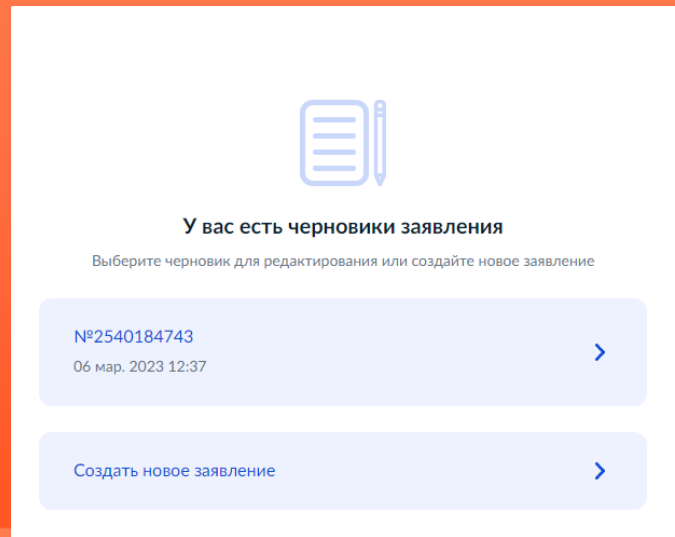 У вас есть черновики заявления
Выберите черновик для редактирования или создайте новое заявление
№2540184743
06 мар. 2023 12:37
Создать новое заявление